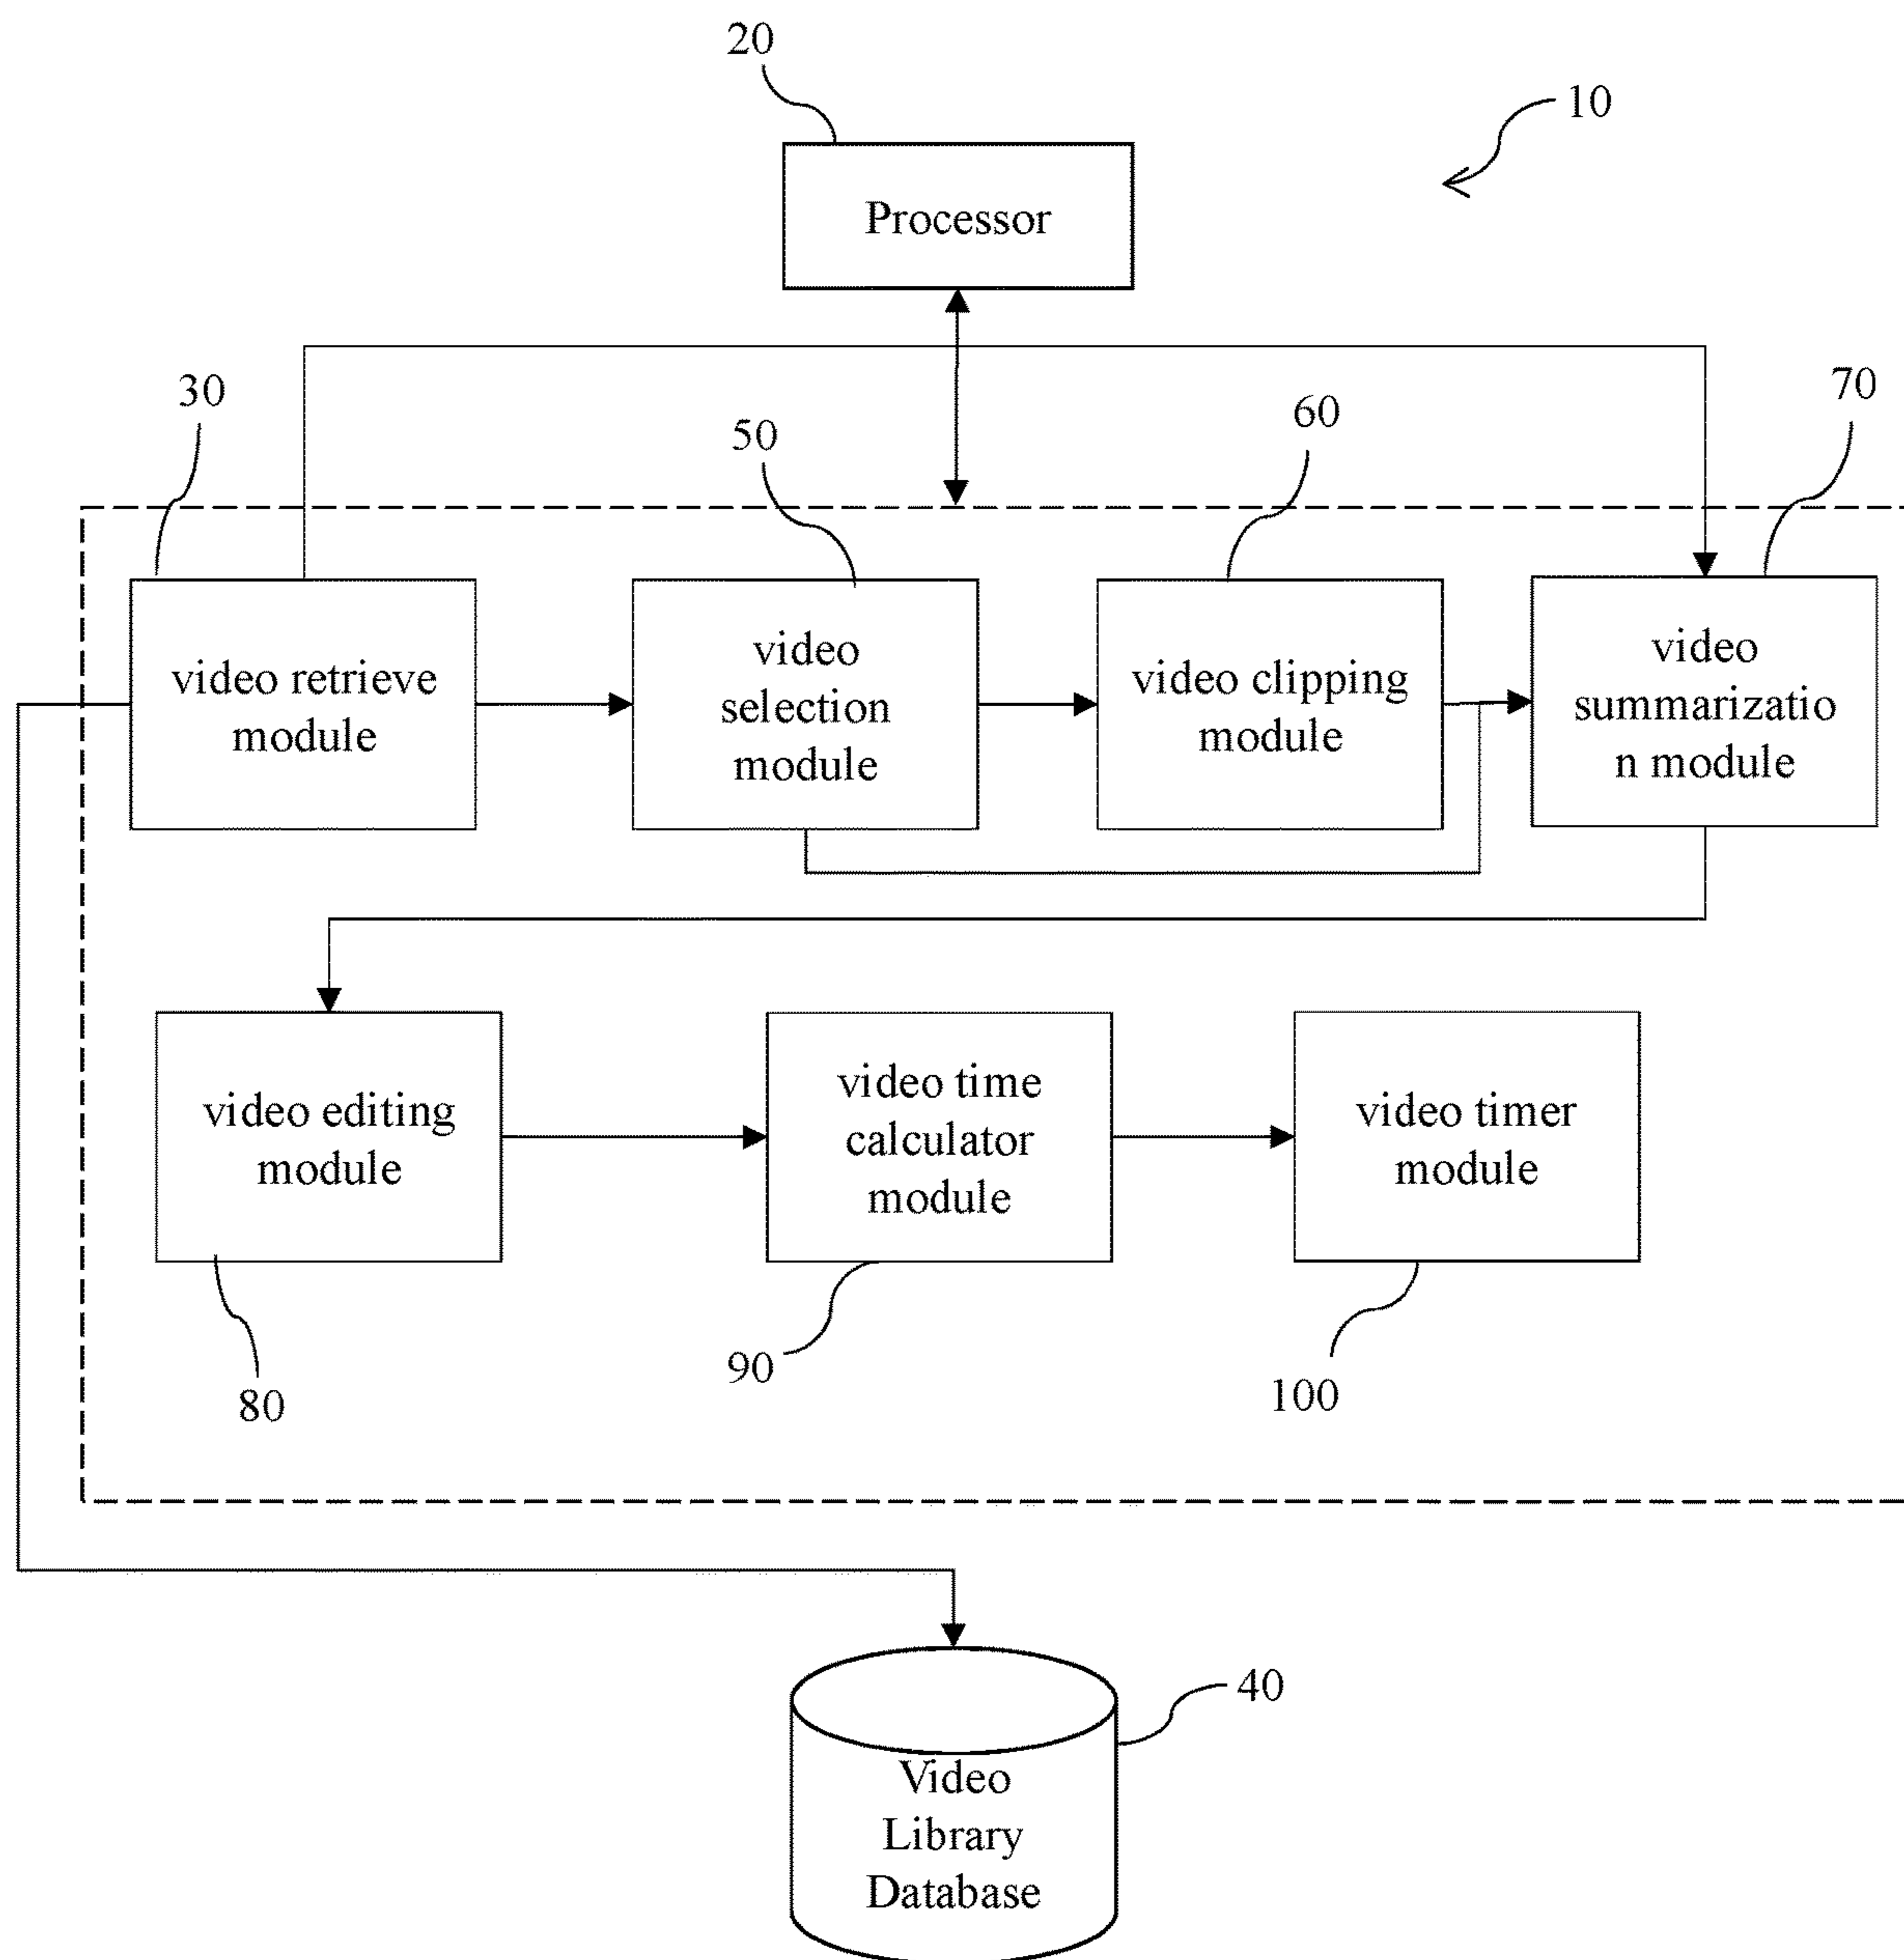 20
10
Processor
30
70
60
50
video retrieve
module
video
selection
module
video clipping
module
video
summarizatio
n module
video editing
module
video time
calculator
module
video timer
module
80
90
100
40
Video
Library
Database